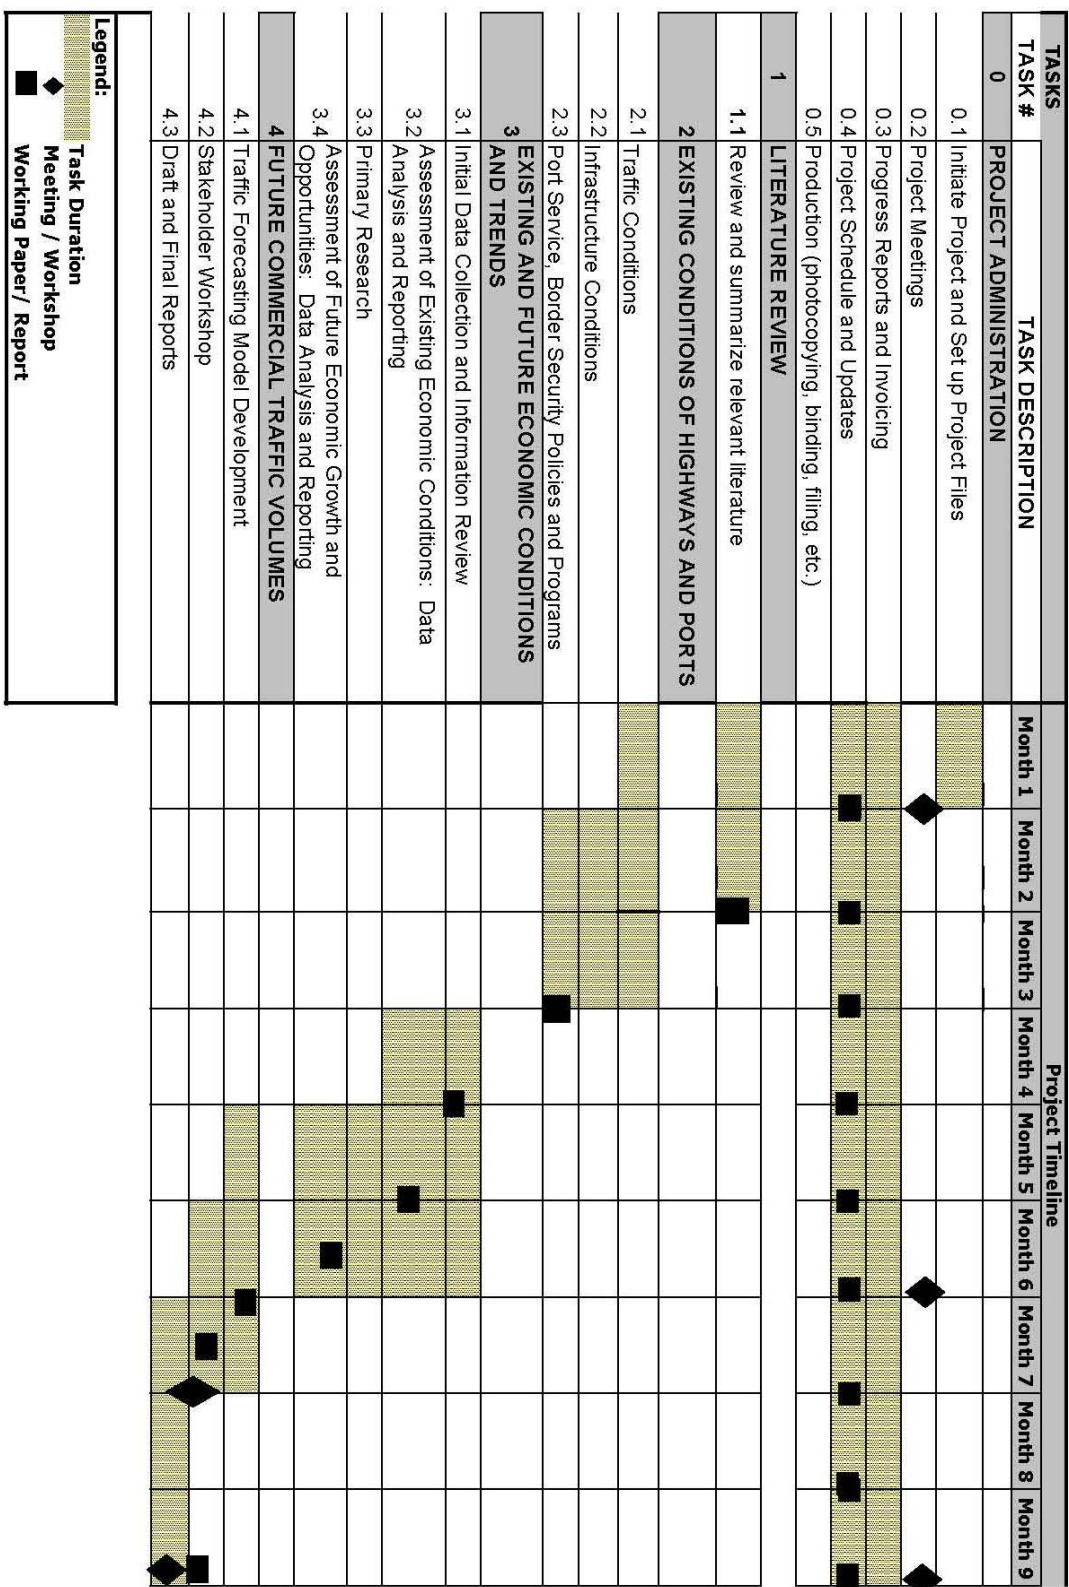 TASKS
Project Timeline
TASK #
TASK DESCRIPTION
Month 1
Month 2
Month 3
Month 4
Month 5
Month 6
Month 7
Month 8
Month 9
0 PROJECT ADMINISTRATION
0.1 Initiate Project and Set up Project Files
0.2 Project Meetings
0.3 Progress Reports and Invoicing
0.4 Project Schedule and Updates
0.5 Production (photocopying, binding, filing, etc.)
1 LITERATURE REVIEW
1.1 Review and summarize relevant literature
2 EXISTING CONDITIONS OF HIGHWAYS AND PORTS
2.1 Traffic Conditions
2.2 Infrastructure Conditions
2.3 Port Service, Border Security Policies and Programs
3 EXISTING AND FUTURE ECONOMIC CONDITIONS
AND TRENDS
3.1 Initial Data Collection and Information Review
3.2 Assessment of Existing Economic Conditions: Data
Analysis and Reporting
3.3 Primary Research
3.4 Assessment of Future Economic Growth and
Opportunities: Data Analysis and Reporting
4 FUTURE COMMERCIAL TRAFFIC VOLUMES
4.1 Traffic Forecasting Model Development
4.2 Stakeholder Workshop
4.3 Draft and Final Reports
Legend:
Task Duration
Meeting / Workshop
Working Paper/ Report